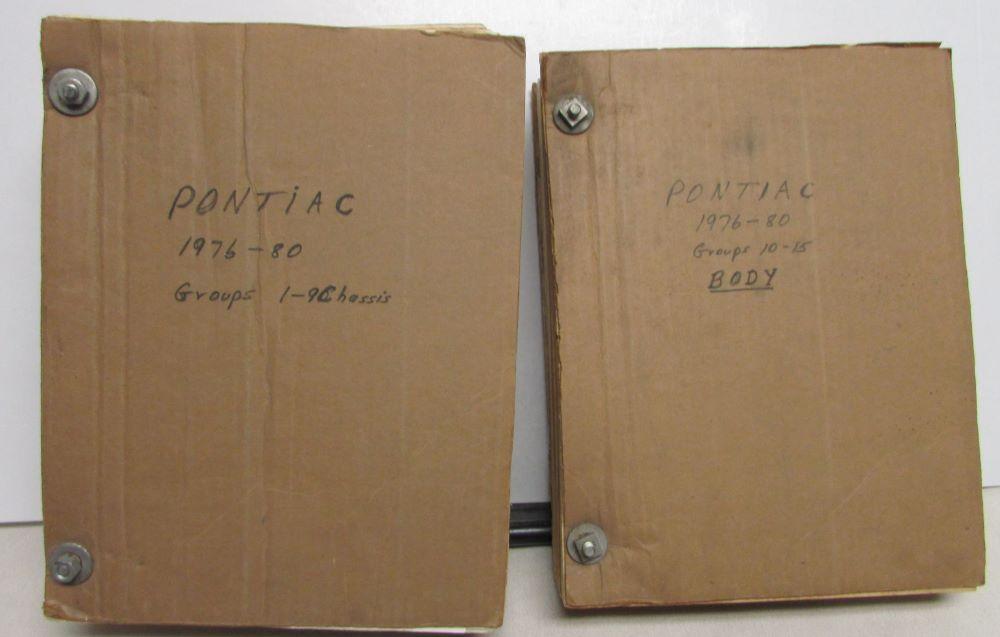 PONTiAC
1976-80
Groups 1-9 Chassis
PONTIAC
1976-80
Groups 10-15
BODY